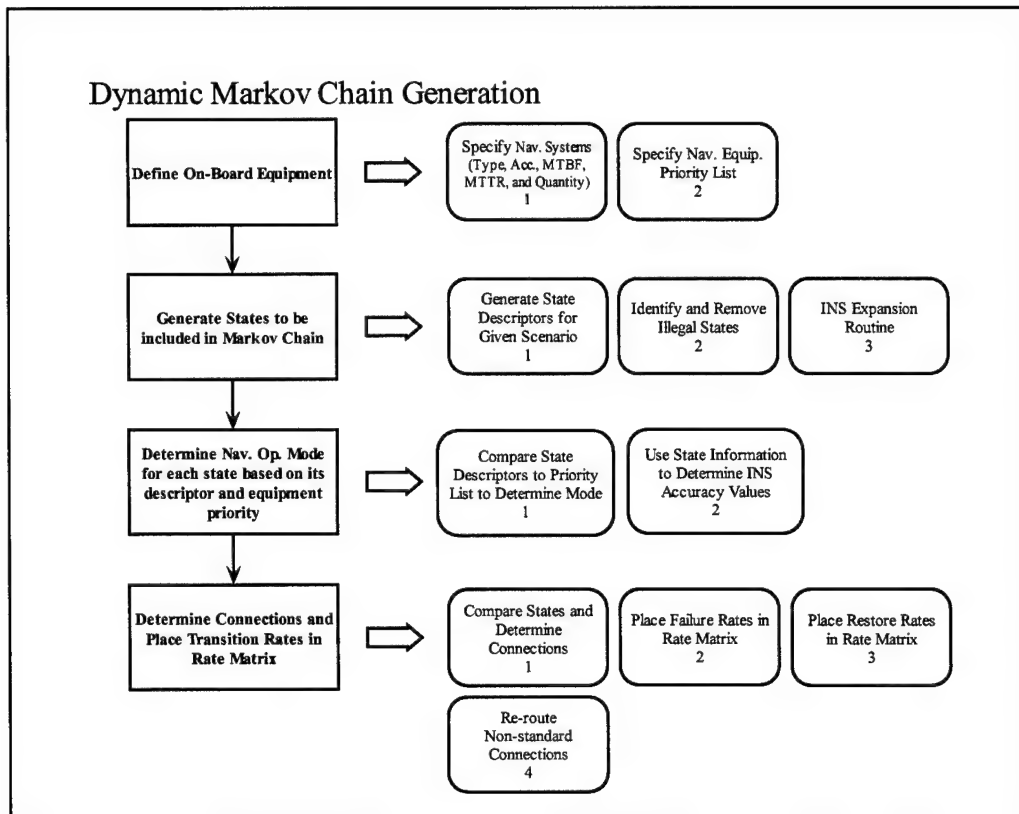 Dynamic Markov Chain Generation
Define On-Board Equipment
Specify Nav. Systems
(Type, Acc., MTBF,
MTTR, and Quantity)
1
Specify Nav. Equip.
Priority List
2
Generate States to be
included in Markov Chain
Generate State
Descriptors for
Given Scenario
1
Identify and Remove
Illegal States
2
INS Expansion
Routine
3
Determine Nav. Op. Mode
for each state based on its
descriptor and equipment
priority
Compare State
Descriptors to Priority
List to Determine Mode
1
Use State Information
to Determine INS
Accuracy Values
2
Determine Connections and
Place Transition Rates in
Rate Matrix
Compare States and
Determine
Connections
1
Place Failure Rates in
Rate Matrix
2
Place Restore Rates
in Rate Matrix
3
Re-route
Non-standard
Connections
4